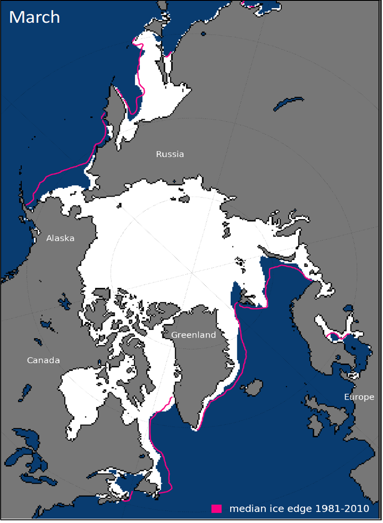 March
Russia
Alaska
Greenland
Canada
Europe
median ice edge 1981-2010